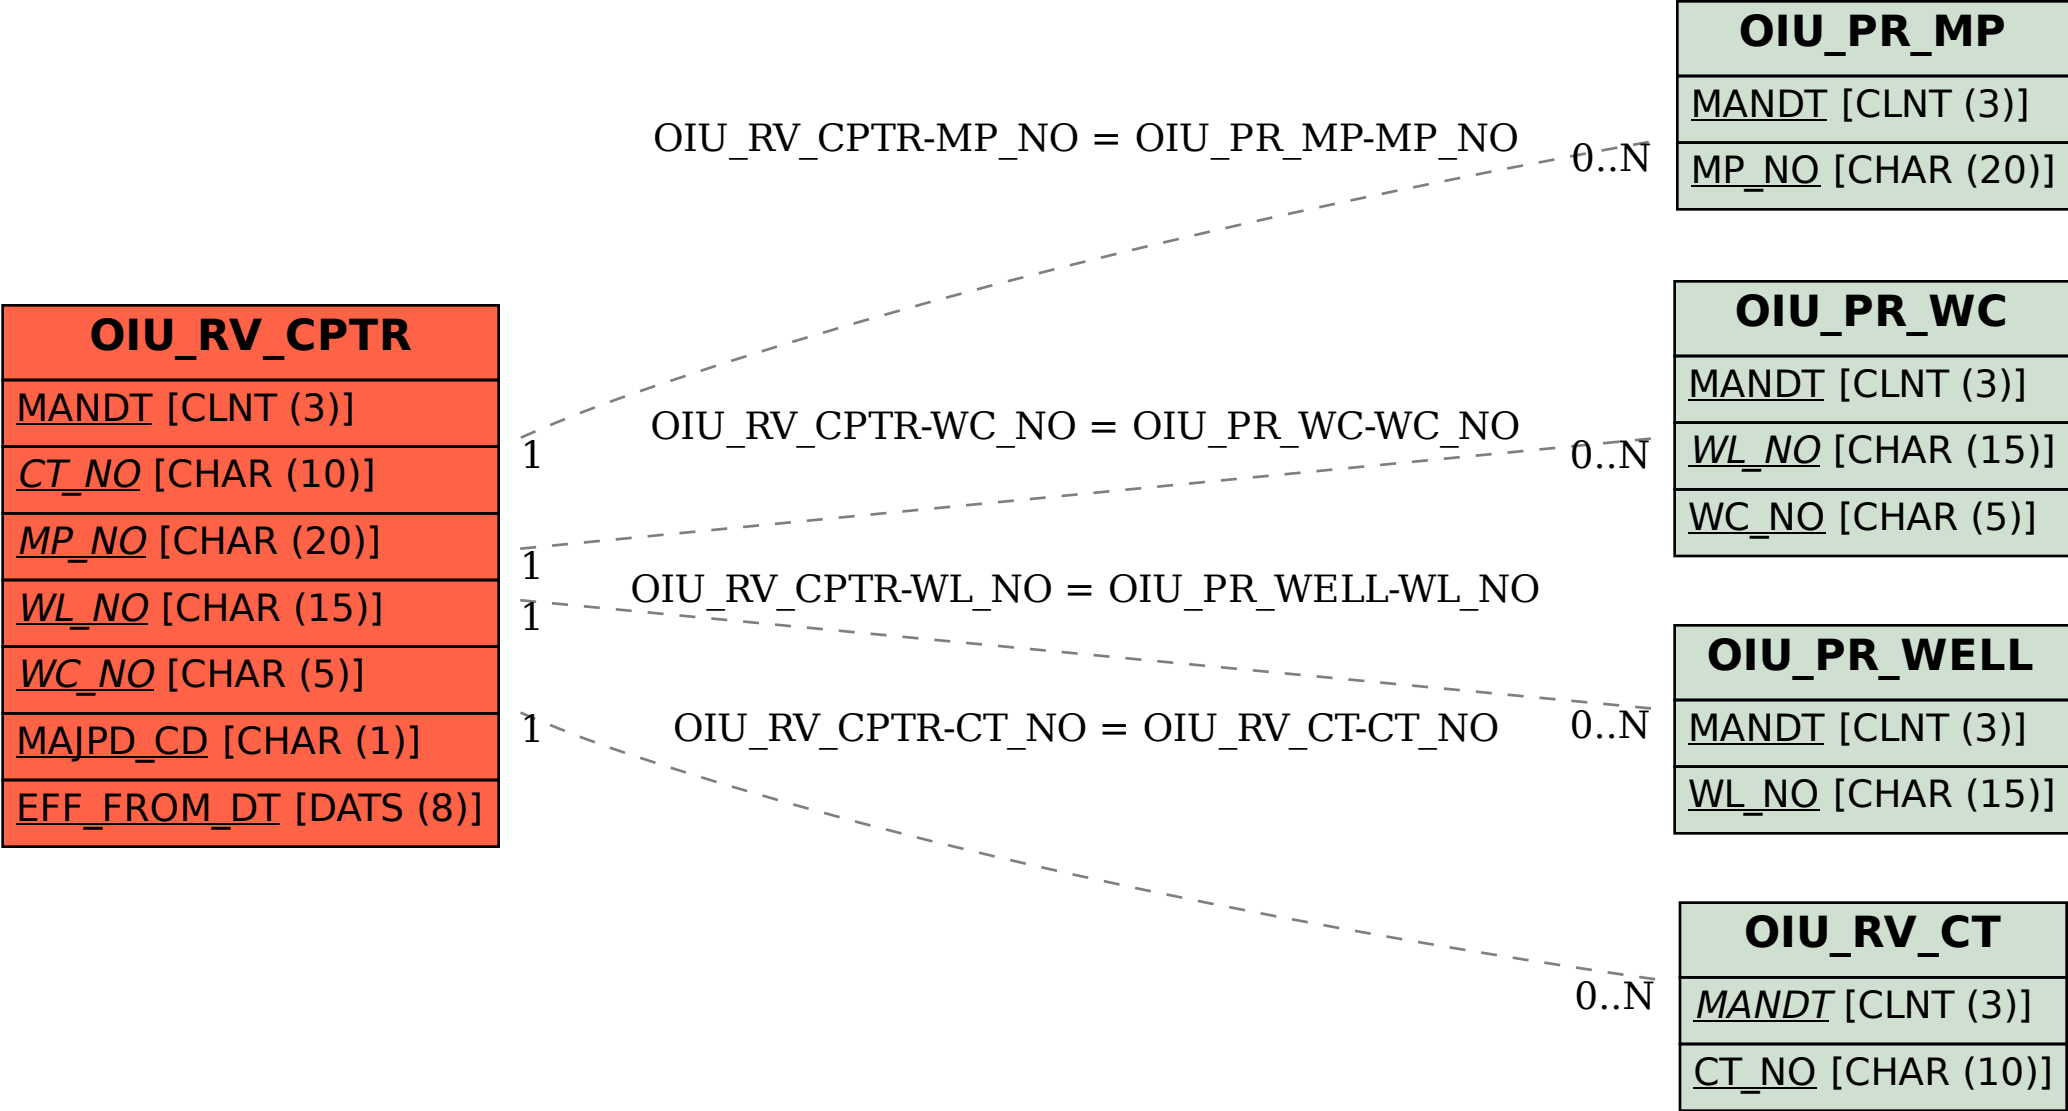 OIU_RV_CPTR
MANDT [CLNT (3)]
CT_NO [CHAR (10)]
MP_NO [CHAR (20)]
WL_NO [CHAR (15)]
WC_NO [CHAR (5)]
MAJPD_CD [CHAR (1)]
EFF_FROM_DT [DATS (8)]
OIU_RV_CPTR-MP_NO = OIU_PR_MP-MP_NO
0..N
1
OIU_RV_CPTR-WC_NO = OIU_PR_WC-WC_NO
0..N
1
OIU_RV_CPTR-WL_NO = OIU_PR_WELL-WL_NO
1
0..N
OIU_RV_CPTR-CT_NO = OIU_RV_CT-CT_NO
1
0..N
OIU_PR_MP
MANDT [CLNT (3)]
MP_NO [CHAR (20)]
OIU_PR_WC
MANDT [CLNT (3)]
WL_NO [CHAR (15)]
WC_NO [CHAR (5)]
OIU_PR_WELL
MANDT [CLNT (3)]
WL_NO [CHAR (15)]
OIU_RV_CT
MANDT [CLNT (3)]
CT_NO [CHAR (10)]